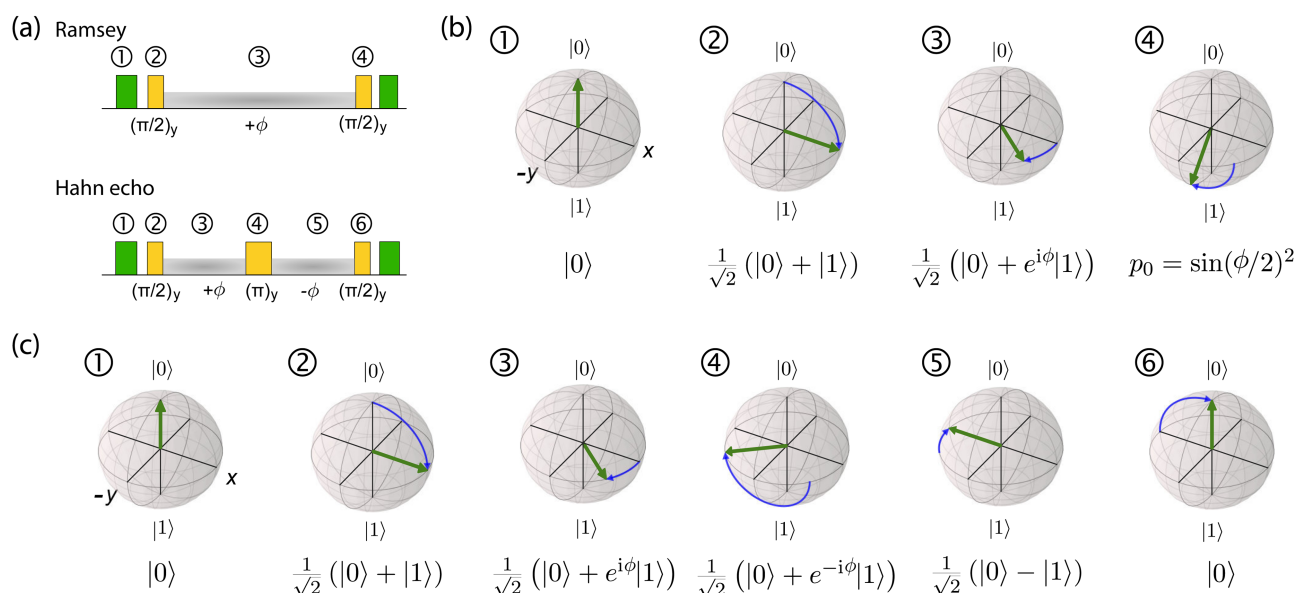 (a) Ramsey
① ② ③ ④
(π/2)y +ϕ (π/2)y
Hahn echo
① ② ③ ④ ⑤ ⑥
(π/2)y +ϕ (π)y -ϕ (π/2)y
(b)
① ② ③ ④
|0⟩ |0⟩ |0⟩ |0⟩
x
-y
|1⟩ |1⟩ |1⟩ |1⟩
|0⟩ 1/√2 (|0⟩ + |1⟩) 1/√2 (|0⟩ + e^{iϕ}|1⟩) p₀ = sin(ϕ/2)²
(c)
① ② ③ ④ ⑤ ⑥
|0⟩ |0⟩ |0⟩ |0⟩ |0⟩ |0⟩
-y x
|1⟩ |1⟩ |1⟩ |1⟩ |1⟩ |1⟩
|0⟩ 1/√2 (|0⟩ + |1⟩) 1/√2 (|0⟩ + e^{iϕ}|1⟩) 1/√2 (|0⟩ + e^{-iϕ}|1⟩) 1/√2 (|0⟩ − |1⟩) |0⟩